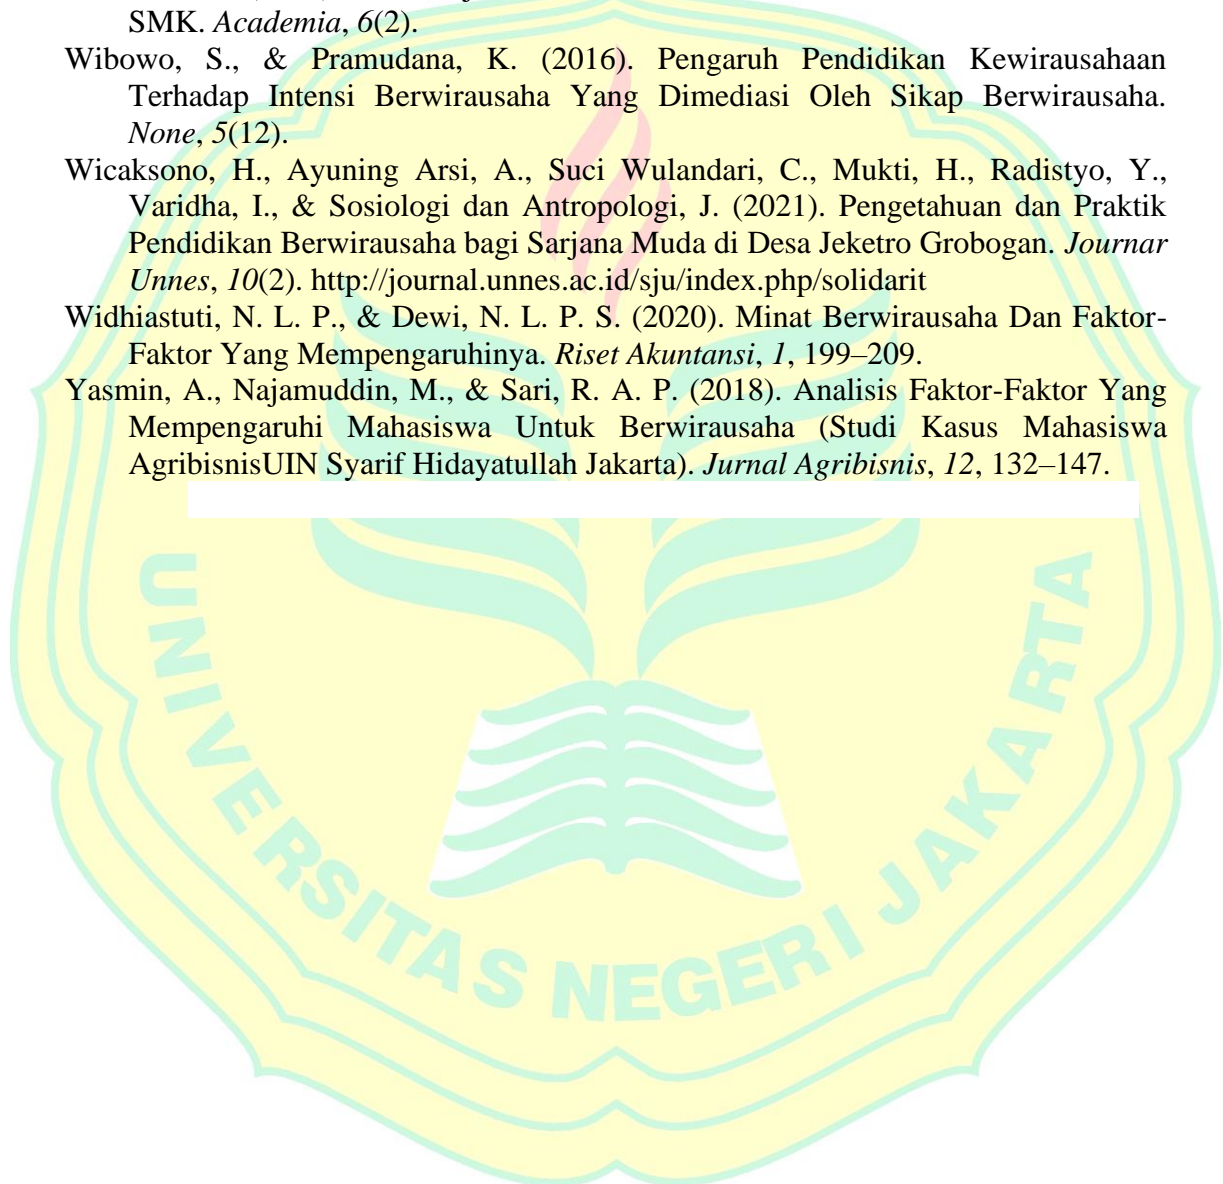 SMK. Academia, 6(2).
Wibowo, S., & Pramudana, K. (2016). Pengaruh Pendidikan Kewirausahaan
Terhadap Intensi Berwirausaha Yang Dimediasi Oleh Sikap Berwirausaha.
None, 5(12).
Wicaksono, H., Ayuning Arsi, A., Suci Wulandari, C., Mukti, H., Radistyo, Y.,
Varidha, I., & Sosiologi dan Antropologi, J. (2021). Pengetahuan dan Praktik
Pendidikan Berwirausaha bagi Sarjana Muda di Desa Jeketro Grobogan. Journar
Unnes, 10(2). http://journal.unnes.ac.id/sju/index.php/solidarit
Widhiastuti, N. L. P., & Dewi, N. L. P. S. (2020). Minat Berwirausaha Dan Faktor-
Faktor Yang Mempengaruhinya. Riset Akuntansi, 1, 199–209.
Yasmin, A., Najamuddin, M., & Sari, R. A. P. (2018). Analisis Faktor-Faktor Yang
Mempengaruhi Mahasiswa Untuk Berwirausaha (Studi Kasus Mahasiswa
AgribisnisUIN Syarif Hidayatullah Jakarta). Jurnal Agribisnis, 12, 132–147.
UNIVERSITAS NEGERI JAKARTA